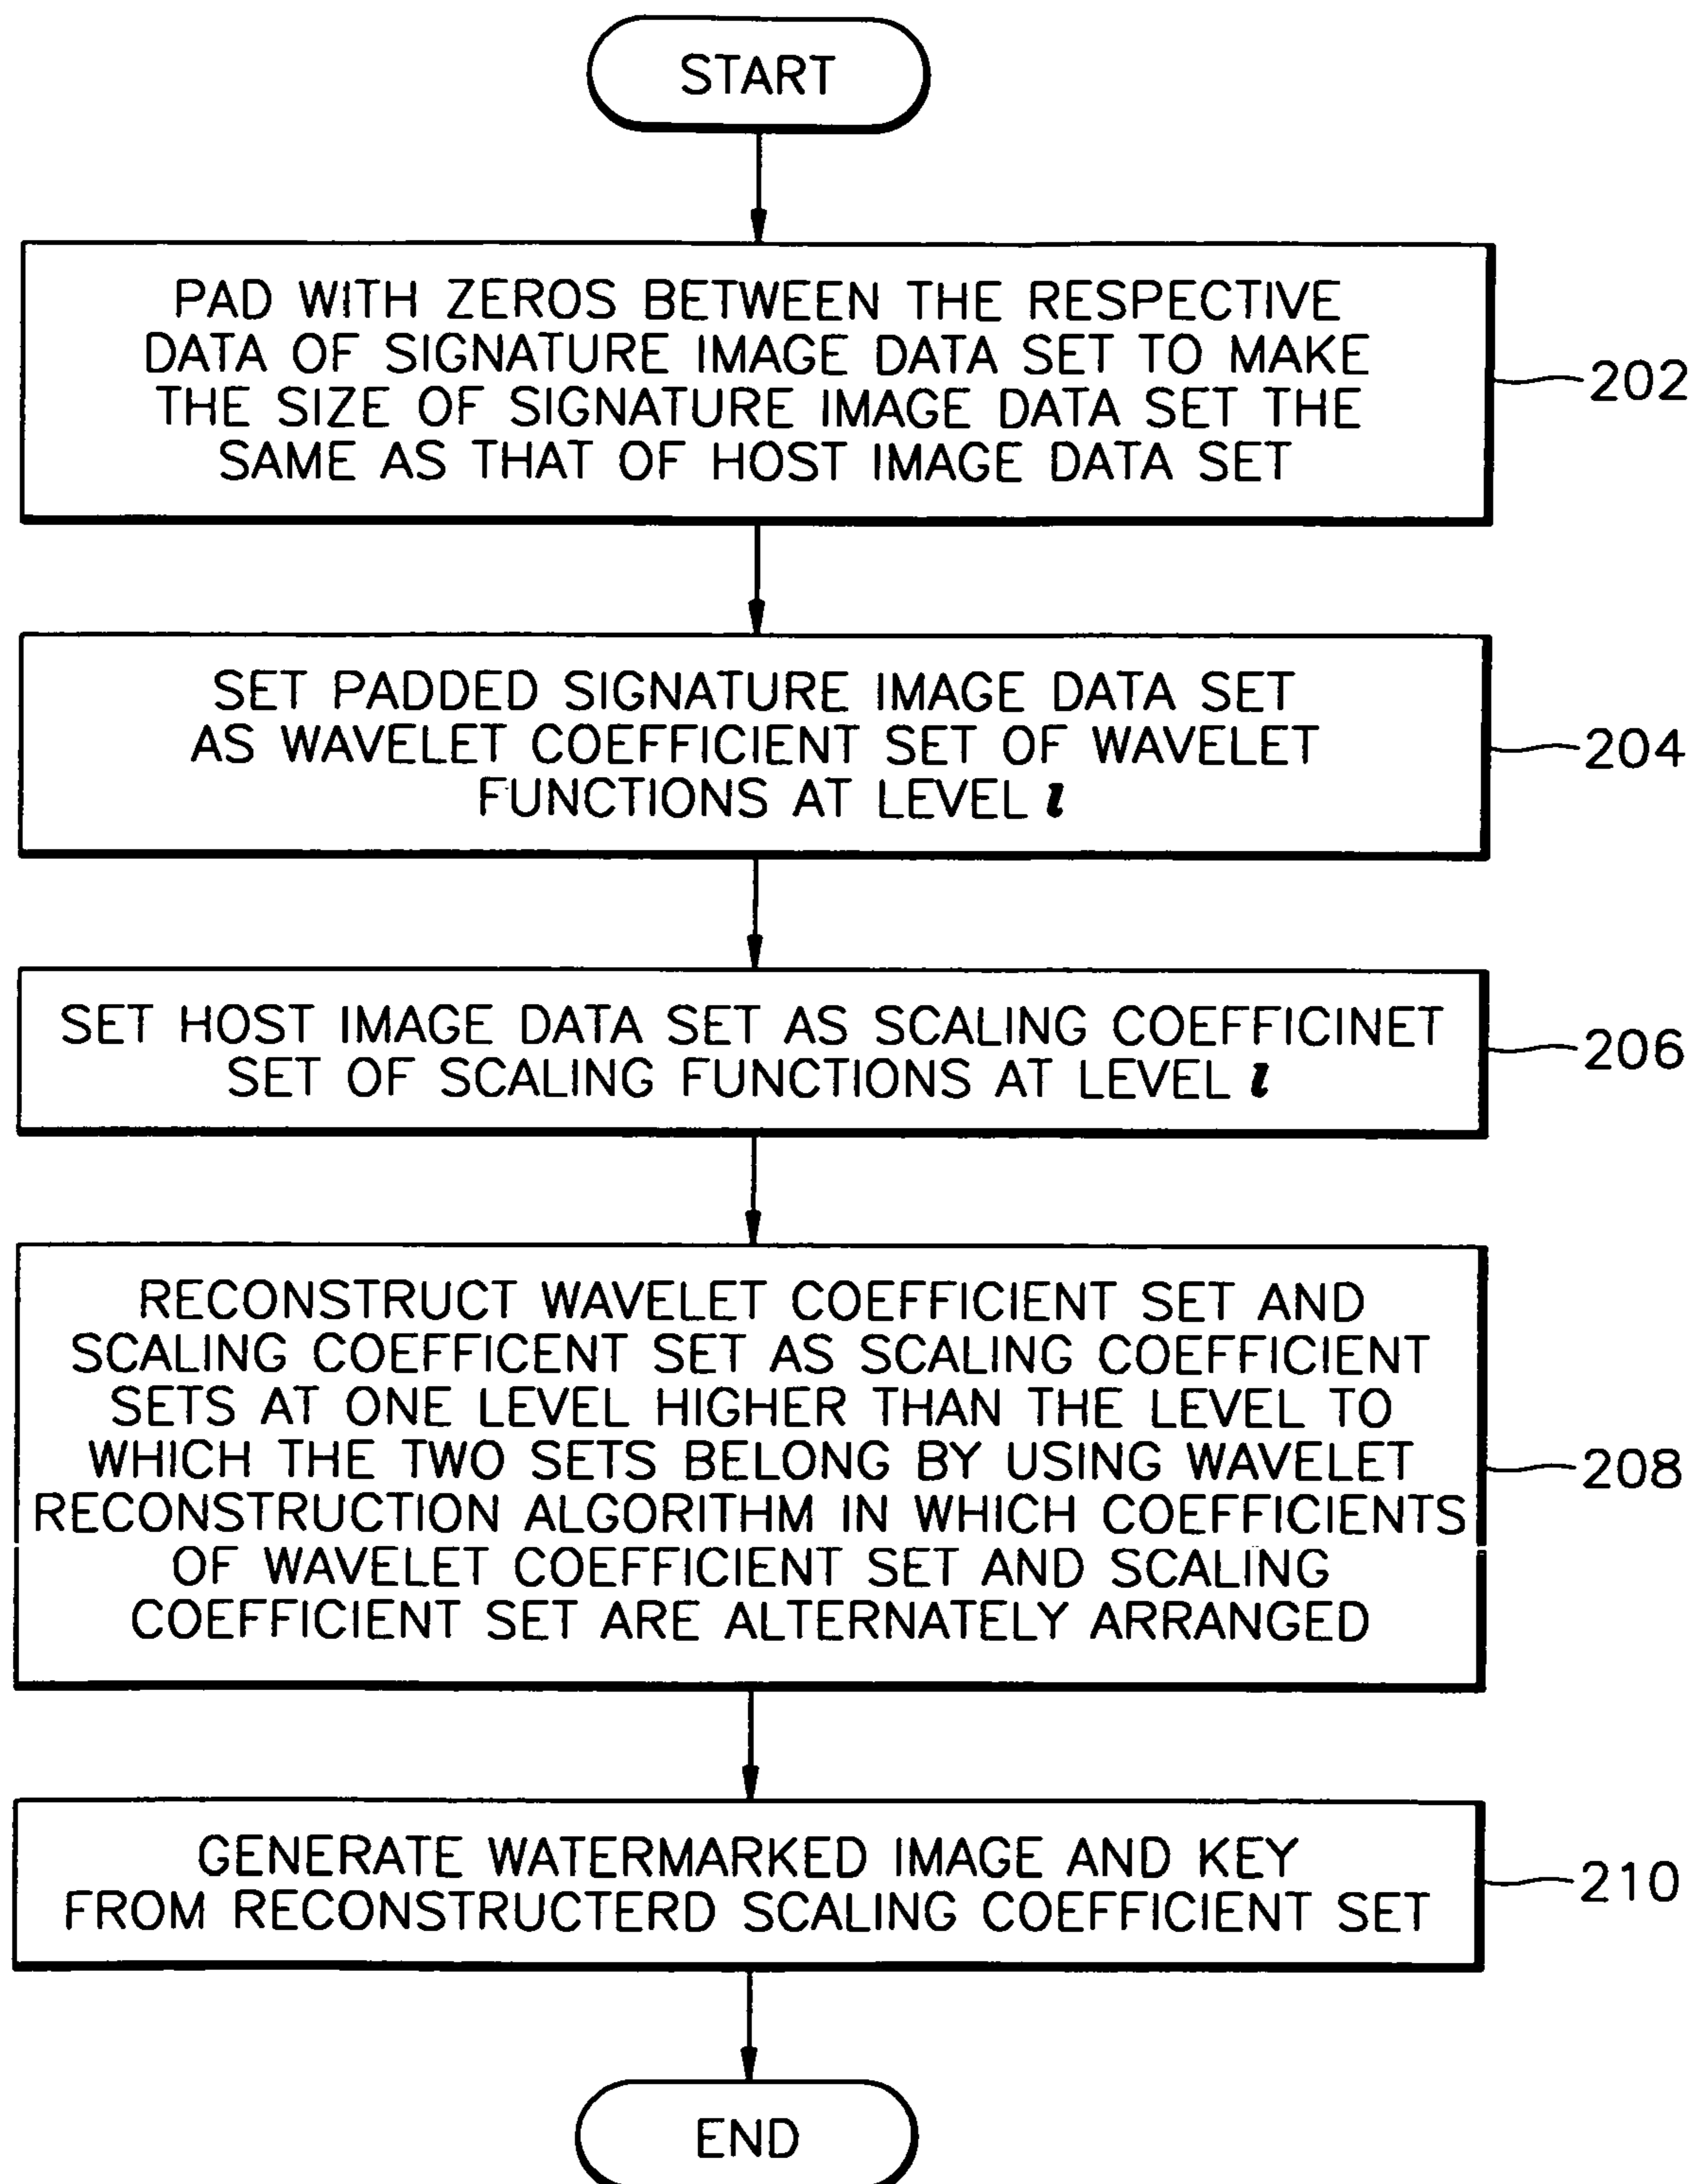 START
PAD WITH ZEROS BETWEEN THE RESPECTIVE
DATA OF SIGNATURE IMAGE DATA SET TO MAKE
THE SIZE OF SIGNATURE IMAGE DATA SET THE
SAME AS THAT OF HOST IMAGE DATA SET
202
SET PADDED SIGNATURE IMAGE DATA SET
AS WAVELET COEFFICIENT SET OF WAVELET
FUNCTIONS AT LEVEL l
204
SET HOST IMAGE DATA SET AS SCALING COEFFICINET
SET OF SCALING FUNCTIONS AT LEVEL l
206
RECONSTRUCT WAVELET COEFFICIENT SET AND
SCALING COEFFICENT SET AS SCALING COEFFICIENT
SETS AT ONE LEVEL HIGHER THAN THE LEVEL TO
WHICH THE TWO SETS BELONG BY USING WAVELET
RECONSTRUCTION ALGORITHM IN WHICH COEFFICIENTS
OF WAVELET COEFFICIENT SET AND SCALING
COEFFICIENT SET ARE ALTERNATELY ARRANGED
208
GENERATE WATERMARKED IMAGE AND KEY
FROM RECONSTRUCTERD SCALING COEFFICIENT SET
210
END